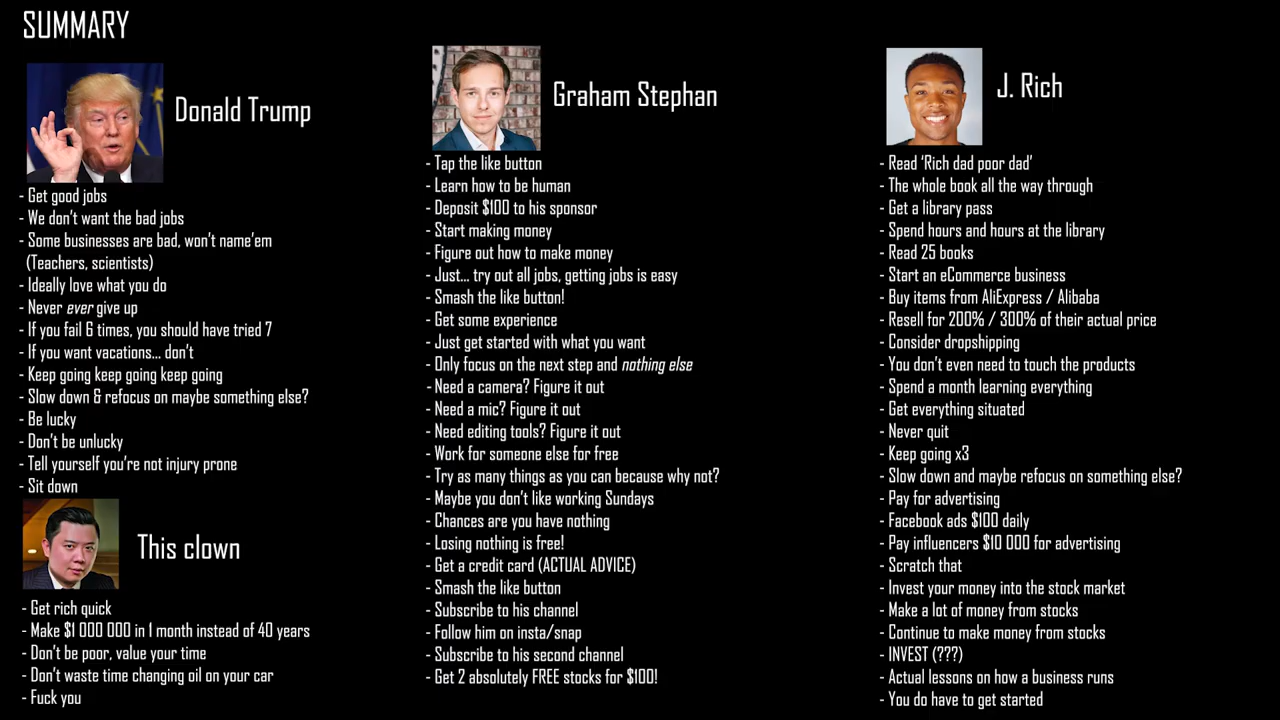 SUMMARY
Donald Trump
- Get good jobs
- We don't want the bad jobs
- Some businesses are bad, won't name'em
(Teachers, scientists)
- Ideally love what you do
- Never ever give up
- If you fail 6 times, you should have tried 7
- If you want vacations... don't
- Keep going keep going keep going
- Slow down & refocus on maybe something else?
- Be lucky
- Don't be unlucky
- Tell yourself you're not injury prone
- Sit down
This clown
- Get rich quick
- Make $1 000 000 in 1 month instead of 40 years
- Don't be poor, value your time
- Don't waste time changing oil on your car
- Fuck you
Graham Stephan
- Tap the like button
- Learn how to be human
- Deposit $100 to his sponsor
- Start making money
- Figure out how to make money
- Just... try out all jobs, getting jobs is easy
- Smash the like button!
- Get some experience
- Just get started with what you want
- Only focus on the next step and nothing else
- Need a camera? Figure it out
- Need a mic? Figure it out
- Need editing tools? Figure it out
- Work for someone else for free
- Try as many things as you can because why not?
- Maybe you don't like working Sundays
- Chances are you have nothing
- Losing nothing is free!
- Get a credit card (ACTUAL ADVICE)
- Smash the like button
- Subscribe to his channel
- Follow him on insta/snap
- Subscribe to his second channel
- Get 2 absolutely FREE stocks for $100!
J. Rich
- Read 'Rich dad poor dad'
- The whole book all the way through
- Get a library pass
- Spend hours and hours at the library
- Read 25 books
- Start an eCommerce business
- Buy items from AliExpress / Alibaba
- Resell for 200% / 300% of their actual price
- Consider dropshipping
- You don't even need to touch the products
- Spend a month learning everything
- Get everything situated
- Never quit
- Keep going x3
- Slow down and maybe refocus on something else?
- Pay for advertising
- Facebook ads $100 daily
- Pay influencers $10 000 for advertising
- Scratch that
- Invest your money into the stock market
- Make a lot of money from stocks
- Continue to make money from stocks
- INVEST (???)
- Actual lessons on how a business runs
- You do have to get started